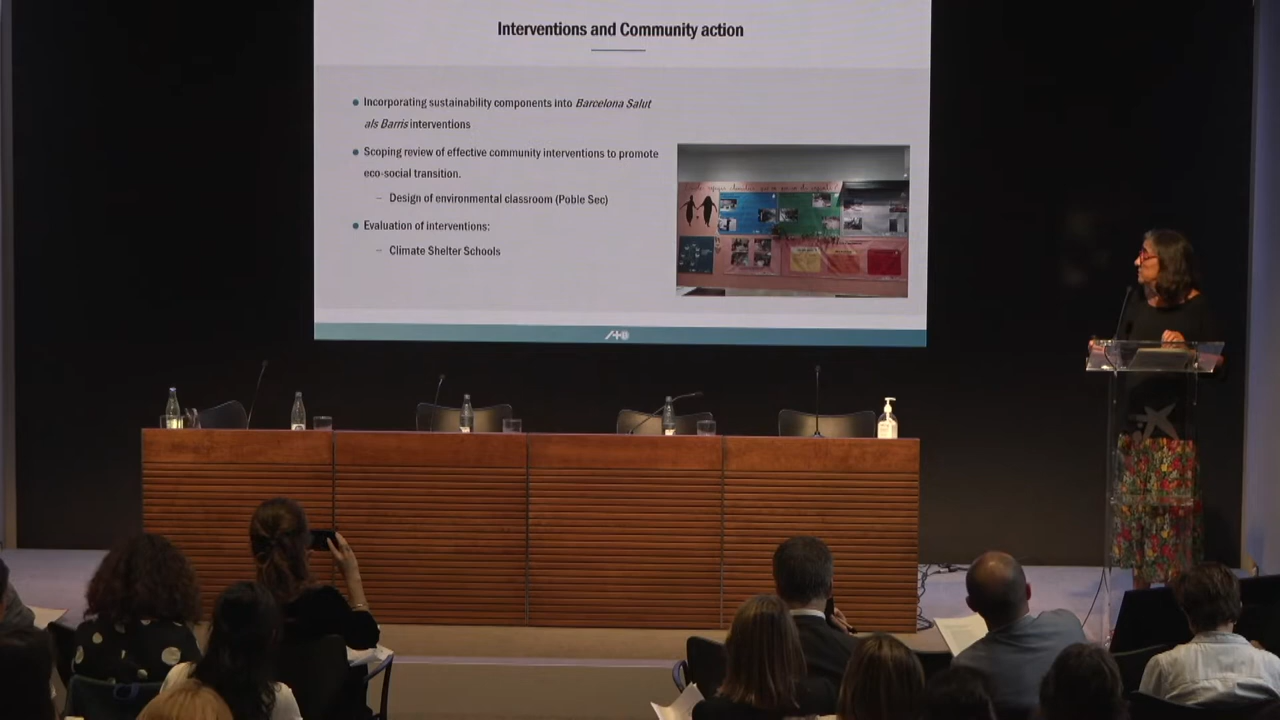 Interventions and Community action
Incorporating sustainability components into Barcelona Salut
als Barris interventions
Scoping review of effective community interventions to promote
eco-social transition.
– Design of environmental classroom (Poble Sec)
Evaluation of interventions:
– Climate Shelter Schools